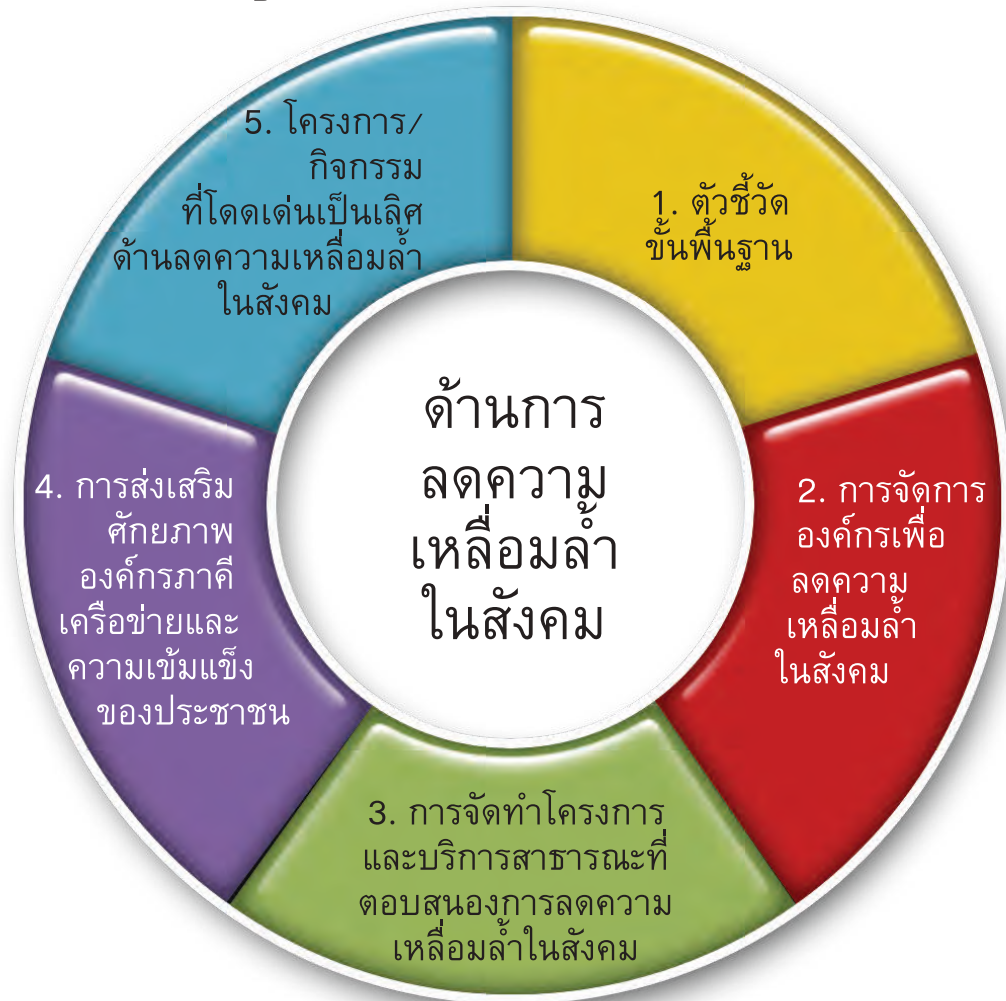 ด้านการ
ลดความ
เหลื่อมล้ำ
ในสังคม
1. ตัวชี้วัด
ขั้นพื้นฐาน
2. การจัดการ
องค์กรเพื่อ
ลดความ
เหลื่อมล้ำ
ในสังคม
3. การจัดทำโครงการ
และบริการสาธารณะที่
ตอบสนองการลดความ
เหลื่อมล้ำในสังคม
4. การส่งเสริม
ศักยภาพ
องค์กรภาคี
เครือข่ายและ
ความเข้มแข็ง
ของประชาชน
5. โครงการ/
กิจกรรม
ที่โดดเด่นเป็นเลิศ
ด้านลดความเหลื่อมล้ำ
ในสังคม